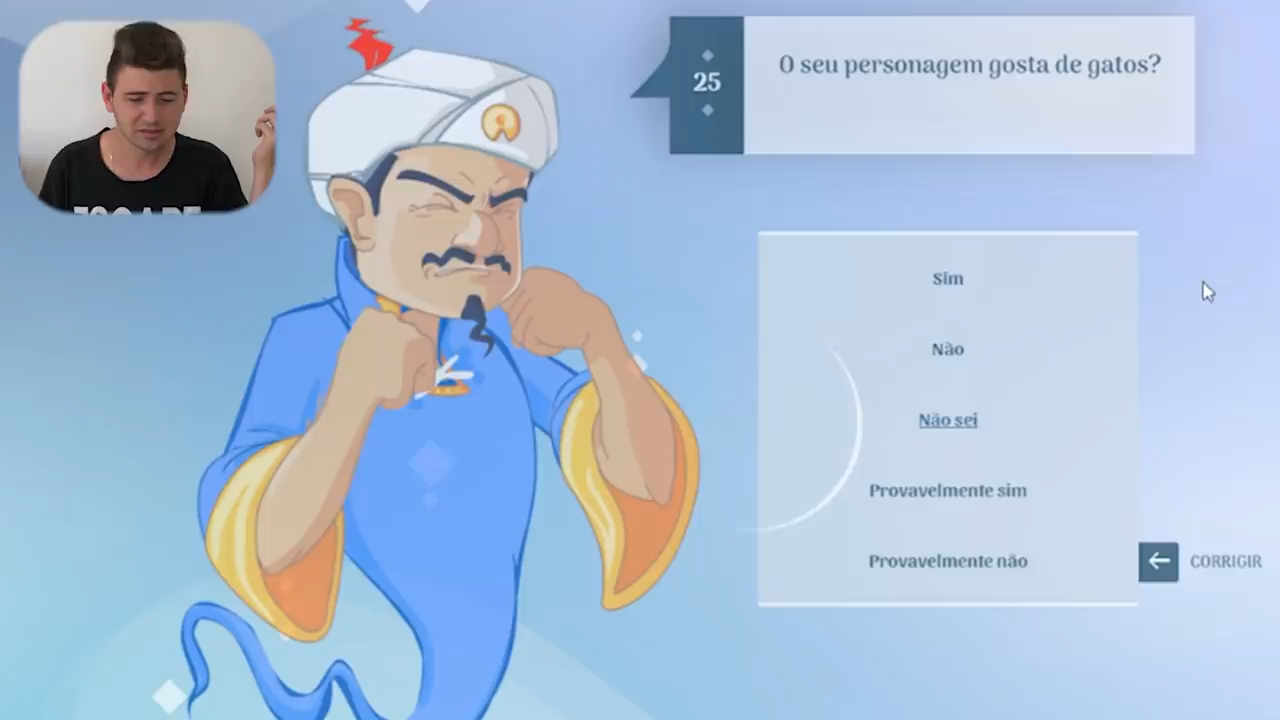 25
O seu personagem gosta de gatos?
Sim
Não
Não sei
Provavelmente sim
Provavelmente não
CORRIGIR